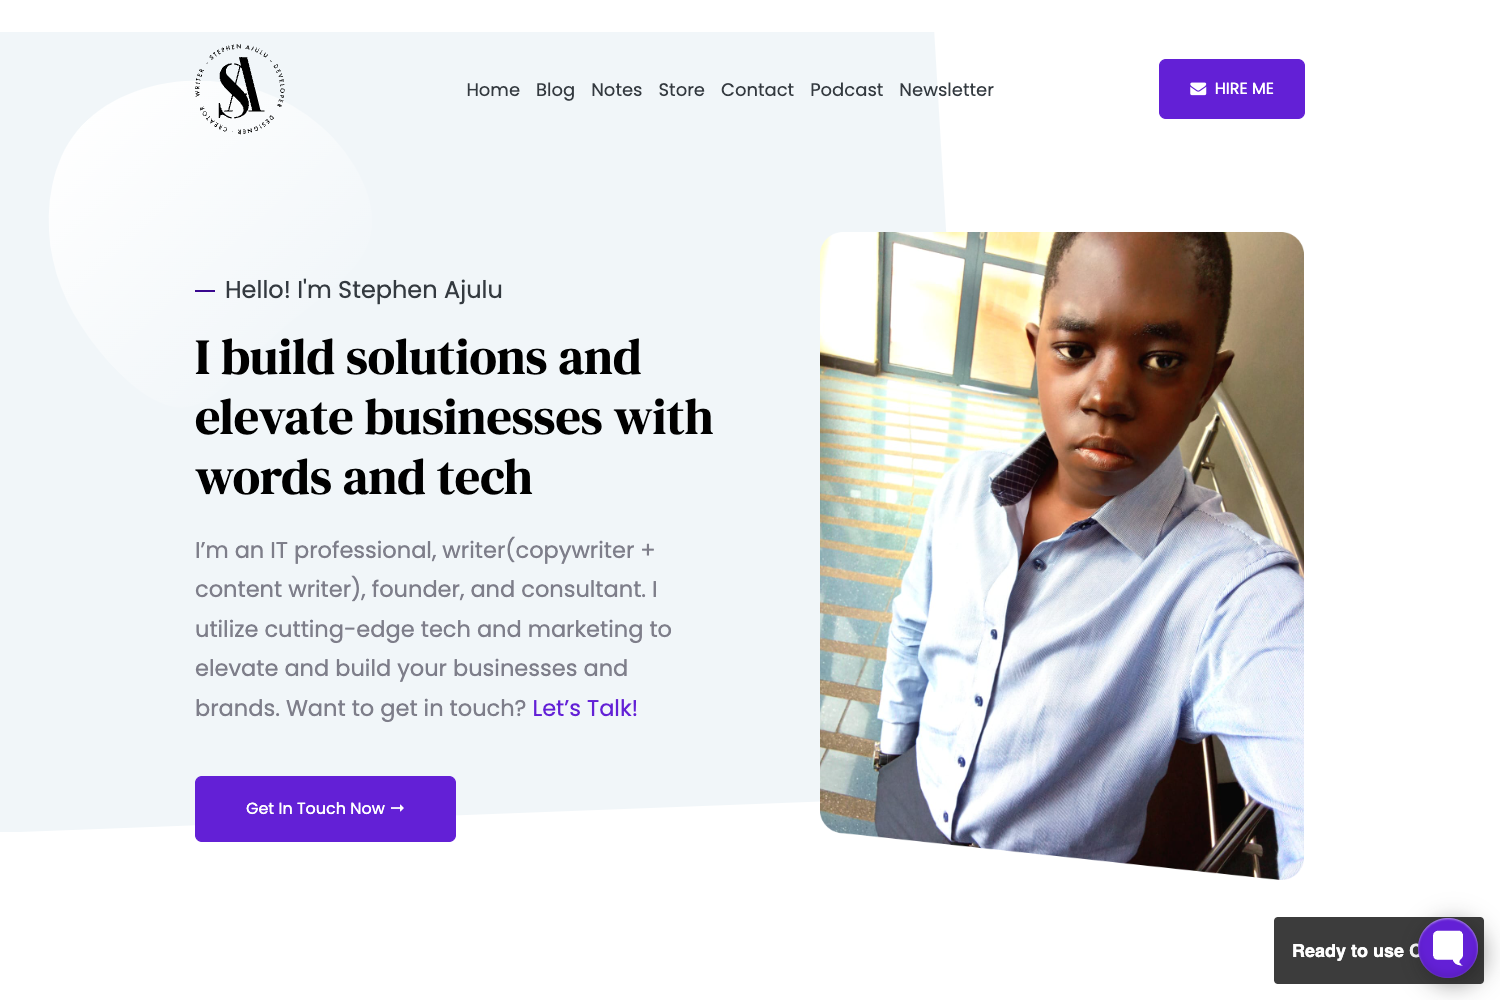 WRITER · STEPHEN AJULU · DEVELOPER · DESIGNER · CREATOR
SA
Home Blog Notes Store Contact Podcast Newsletter
HIRE ME
Hello! I'm Stephen Ajulu
I build solutions and
elevate businesses with
words and tech
I’m an IT professional, writer(copywriter +
content writer), founder, and consultant. I
utilize cutting-edge tech and marketing to
elevate and build your businesses and
brands. Want to get in touch? Let’s Talk!
Get In Touch Now →
Ready to use